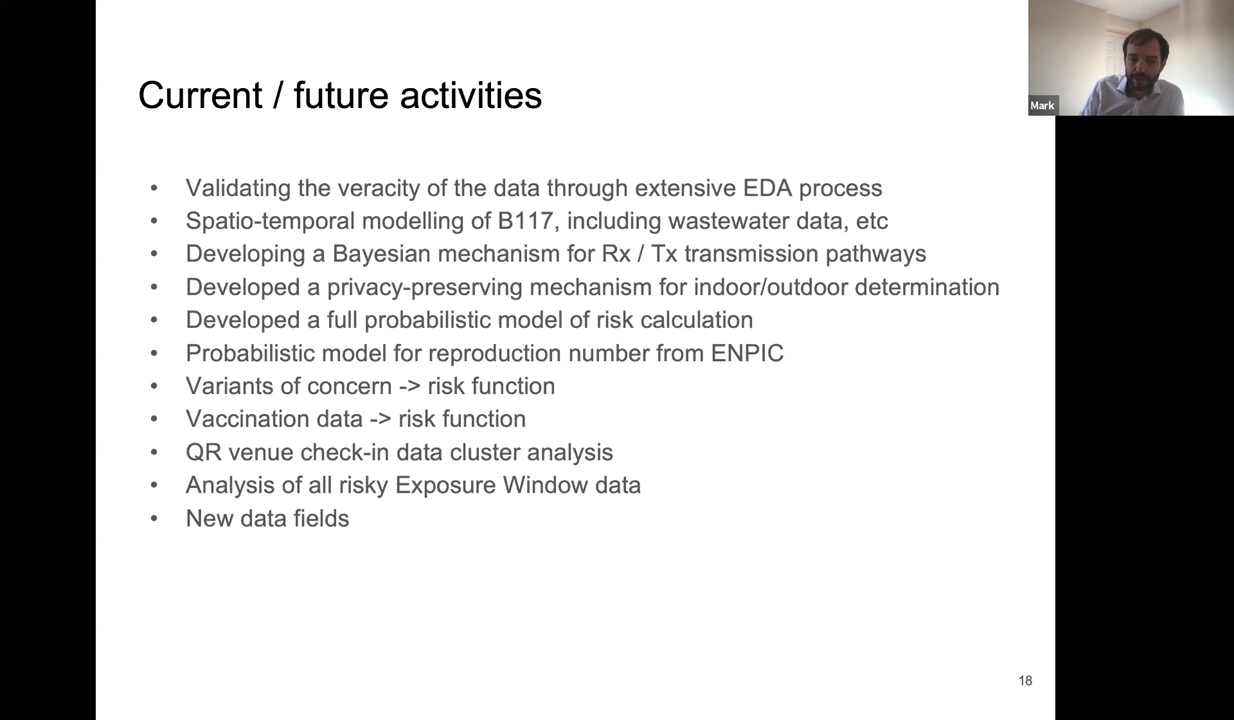 Mark
Current / future activities
• Validating the veracity of the data through extensive EDA process
• Spatio-temporal modelling of B117, including wastewater data, etc
• Developing a Bayesian mechanism for Rx / Tx transmission pathways
• Developed a privacy-preserving mechanism for indoor/outdoor determination
• Developed a full probabilistic model of risk calculation
• Probabilistic model for reproduction number from ENPIC
• Variants of concern -> risk function
• Vaccination data -> risk function
• QR venue check-in data cluster analysis
• Analysis of all risky Exposure Window data
• New data fields
18